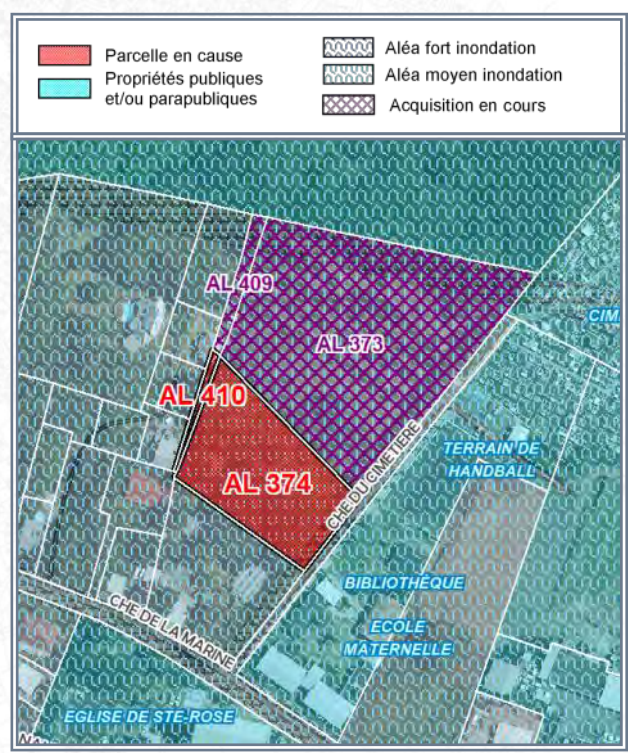 Parcelle en cause
Propriétés publiques
et/ou parapubliques
Aléa fort inondation
Aléa moyen inondation
Acquisition en cours
AL 409
AL 373
AL 410
AL 374
CHE DU CIMETIERE
TERRAIN DE
HANDBALL
BIBLIOTHÈQUE
ECOLE
MATERNELLE
CHE DE LA MARINE
EGLISE DE STE-ROSE